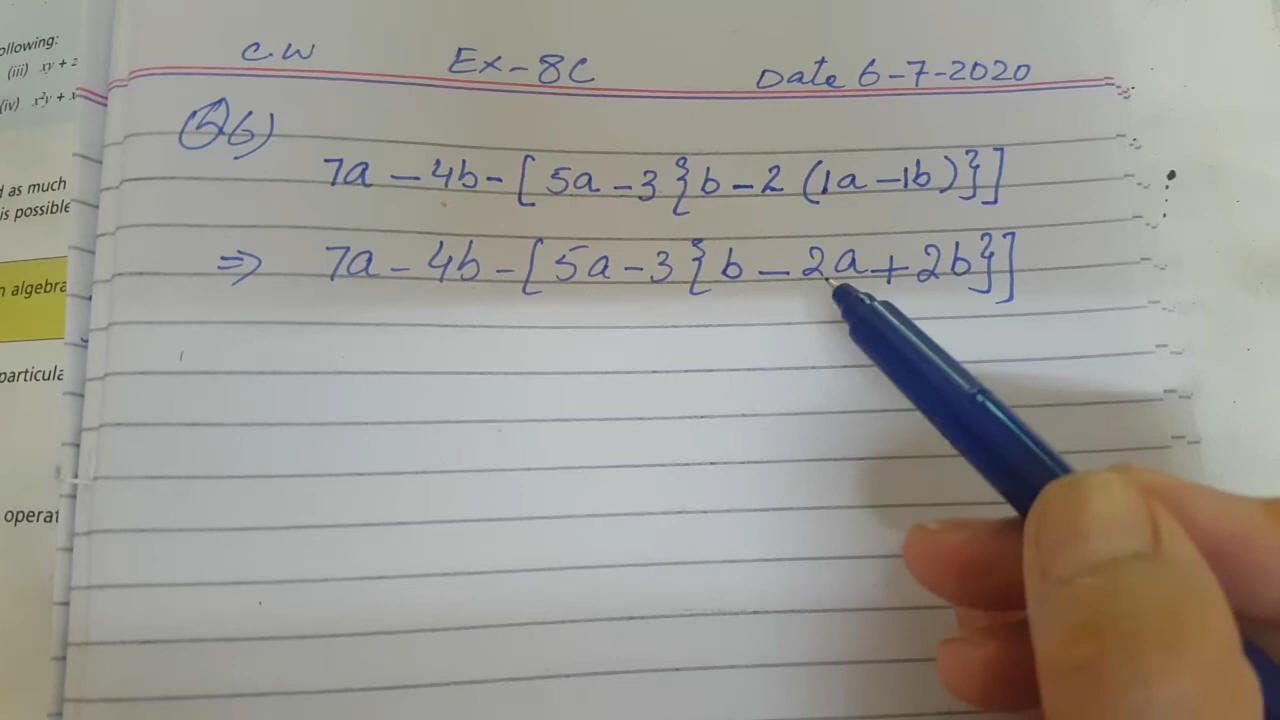 ollowing:
(iii) xy + z
(iv) x²y + x
d as much
is possible
n algebra
particula
operat
C.W Ex-8C Date 6-7-2020
Q6)
7a - 4b - [5a - 3{b - 2(1a - 1b)}]
⇒ 7a - 4b - [5a - 3{b - 2a + 2b}]